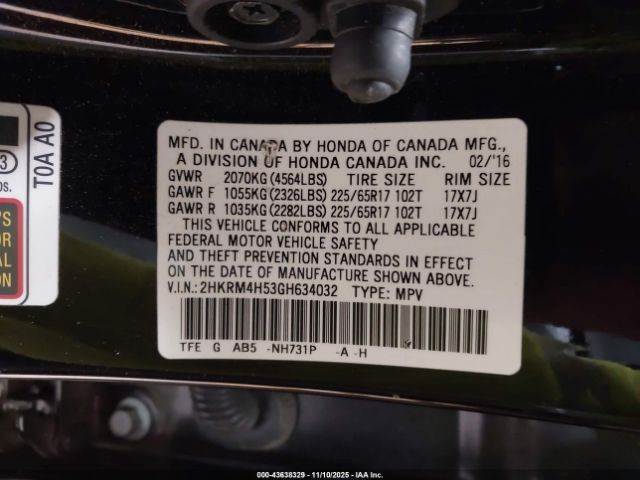 MFD. IN CANADA BY HONDA OF CANADA MFG.,
A DIVISION OF HONDA CANADA INC. 02/'16
GVWR 2070KG(4564LBS) TIRE SIZE RIM SIZE
GAWR F 1055KG(2326LBS) 225/65R17 102T 17X7J
GAWR R 1035KG(2282LBS) 225/65R17 102T 17X7J
THIS VEHICLE CONFORMS TO ALL APPLICABLE
FEDERAL MOTOR VEHICLE SAFETY
AND THEFT PREVENTION STANDARDS IN EFFECT
ON THE DATE OF MANUFACTURE SHOWN ABOVE.
V.I.N.: 2HKRM4H53GH634032 TYPE: MPV
TFE G AB5 -NH731P -A -H
T0A A0
3
000-43638329 - 11/10/2025 - IAA Inc.